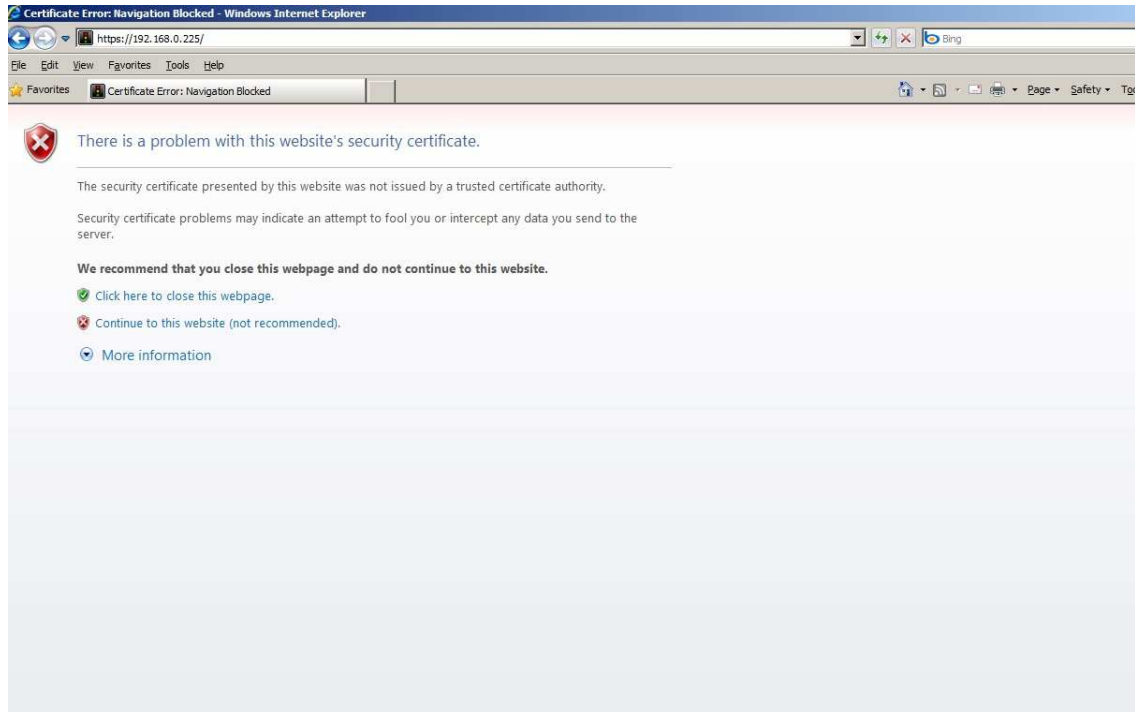 Certificate Error: Navigation Blocked - Windows Internet Explorer
https://192.168.0.225/
Bing
File Edit View Favorites Tools Help
Favorites Certificate Error: Navigation Blocked Page Safety
There is a problem with this website's security certificate.
The security certificate presented by this website was not issued by a trusted certificate authority.
Security certificate problems may indicate an attempt to fool you or intercept any data you send to the
server.
We recommend that you close this webpage and do not continue to this website.
Click here to close this webpage.
Continue to this website (not recommended).
More information